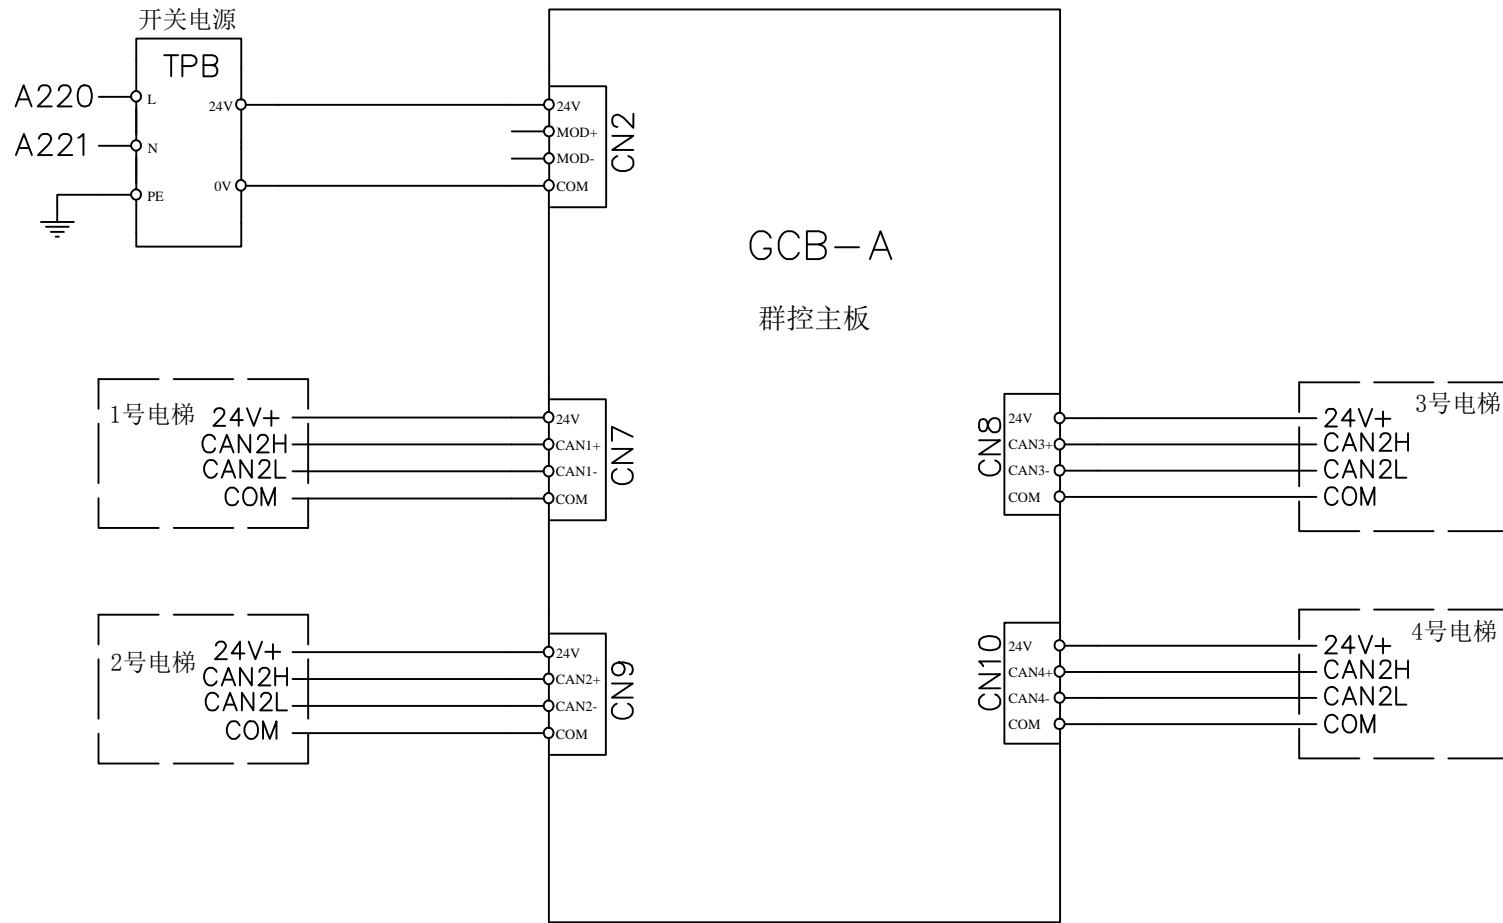 开关电源
TPB
A220
L
24V
A221
N
PE
0V
24V
MOD+
MOD-
COM
CN2
GCB-A
群控主板
1号电梯
24V+
CAN2H
CAN2L
COM
24V
CAN1+
CAN1-
COM
CN7
CN8
24V
CAN3+
CAN3-
COM
24V+
CAN2H
CAN2L
COM
3号电梯
2号电梯
24V+
CAN2H
CAN2L
COM
24V
CAN2+
CAN2-
COM
CN9
CN10
24V
CAN4+
CAN4-
COM
24V+
CAN2H
CAN2L
COM
4号电梯